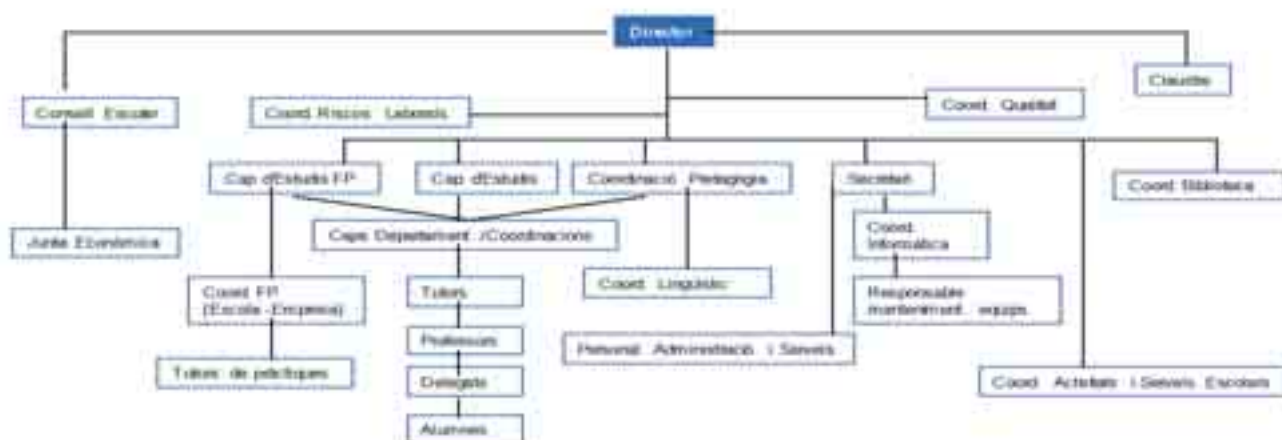 Director
Claustre
Consell Escolar
Coord. Riscos Laborals
Coord. Qualitat
Cap d'Estudis FP
Cap d'Estudis
Coordinació Pedagogia
Secretari
Coord. Biblioteca
Junta Econòmica
Caps Departament /Coordinacions
Coord.
Informàtica
Coord. FP
(Escola -Empresa)
Tutors
Coord. Lingüístic
Responsable
manteniment equips
Professors
Personal Administració i Serveis
Tutors de pràctiques
Delegats
Coord. Activitats i Serveis Escolars
Alumnes